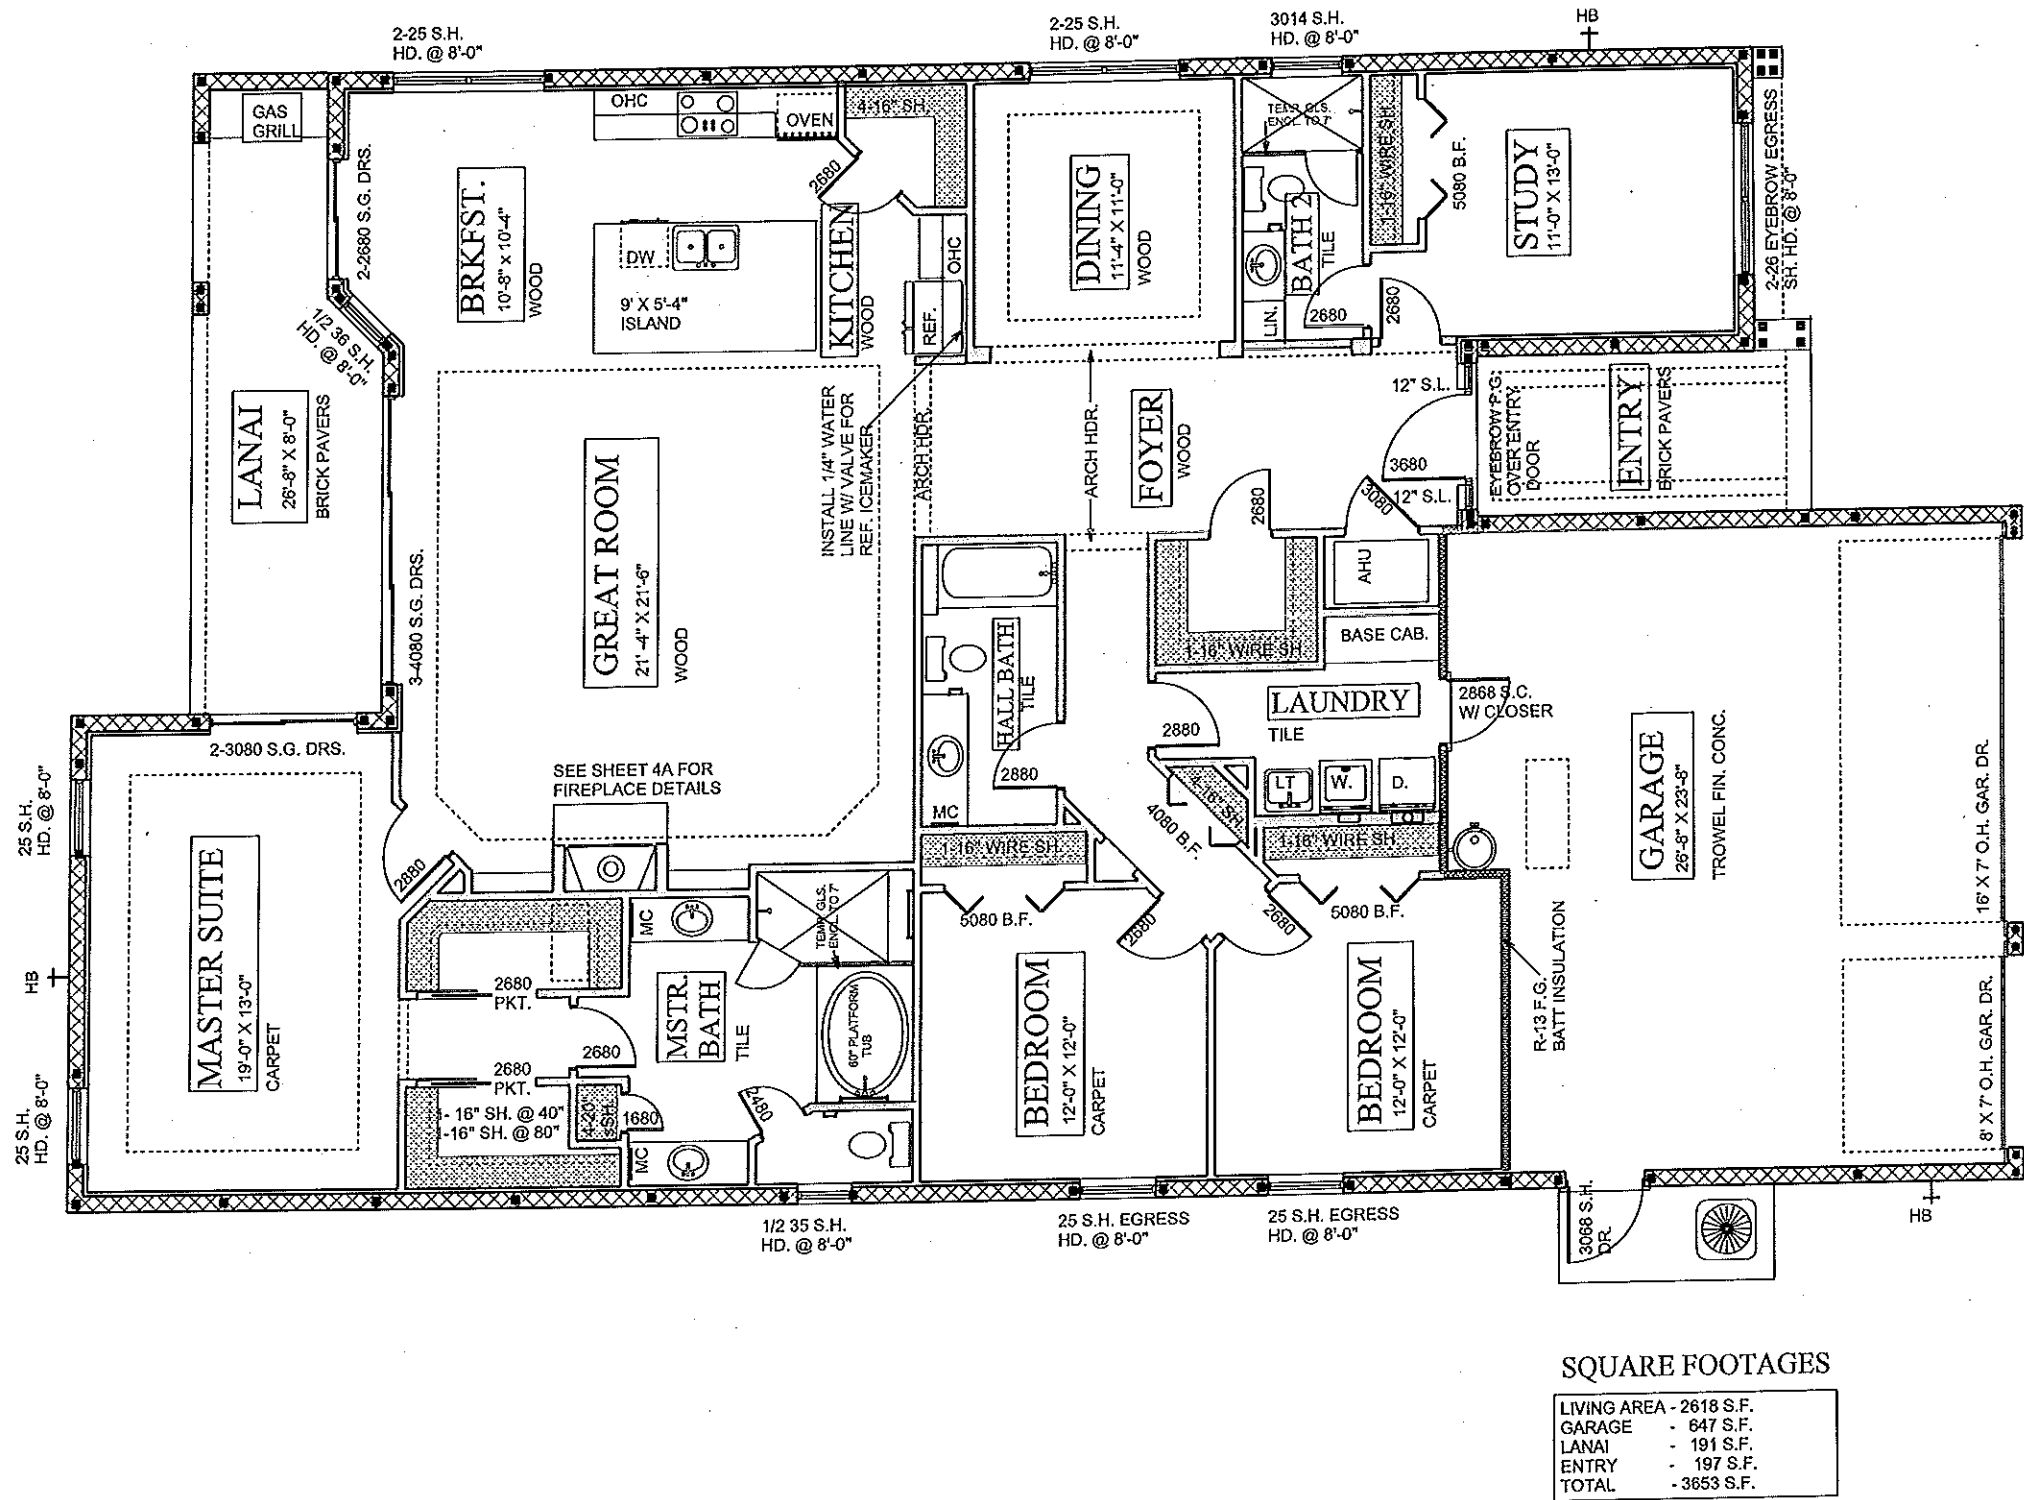 2-25 S.H.
HD. @ 8'-0"
2-25 S.H.
HD. @ 8'-0"
3014 S.H.
HD. @ 8'-0"
HB
GAS
GRILL
OHC
OVEN
4-16" SH.
2680
TEMP. GLS.
ENCL. TO 7'
1-16" WIRE SH.
5080 B.F.
STUDY
11'-0" X 13'-0"
2-26 EYEBROW EGRESS
SH. HD. @ 8'-0"
2-2680 S.G. DRS.
BRKFST.
10'-8" x 10'-4"
WOOD
DW
9' X 5'-4"
ISLAND
KITCHEN
WOOD
OHC
REF.
DINING
11'-4" X 11'-0"
WOOD
BATH 2
TILE
LIN.
2680
2680
1/2 36 S.H.
HD. @ 8'-0"
LANAI
26'-8" X 8'-0"
BRICK PAVERS
GREAT ROOM
21'-4" X 21'-6"
WOOD
INSTALL 1/4" WATER
LINE W/ VALVE FOR
REF. ICEMAKER
ARCH HDR.
ARCH HDR.
FOYER
WOOD
12" S.L.
3680
12" S.L.
EYEBROW F.G.
OVER ENTRY
DOOR
ENTRY
BRICK PAVERS
3-4080 S.G. DRS.
2680
3080
AHU
BASE CAB.
1-16" WIRE SH.
HALL BATH
TILE
2880
MC
2880
LAUNDRY
TILE
2868 S.C.
W/ CLOSER
LT
W.
D.
4-16" SH.
4080 B.F.
GARAGE
26'-8" X 23'-8"
TROWEL FIN. CONC.
16' X 7' O.H. GAR. DR.
2-3080 S.G. DRS.
SEE SHEET 4A FOR
FIREPLACE DETAILS
25 S.H.
HD. @ 8'-0"
MASTER SUITE
19'-0" X 13'-0"
CARPET
2880
1-16" WIRE SH.
1-16" WIRE SH.
5080 B.F.
5080 B.F.
2680
2680
HB
MC
TEMP. GLS.
ENCL. TO 7'
2680
PKT.
MSTR.
BATH
TILE
2680
60" PLATFORM
TUB
BEDROOM
12'-0" X 12'-0"
CARPET
BEDROOM
12'-0" X 12'-0"
CARPET
R-13 F.G.
BATT INSULATION
8' X 7' O.H. GAR. DR.
25 S.H.
HD. @ 8'-0"
2680
PKT.
1- 16" SH. @ 40"
1-16" SH. @ 80"
4-20
SH.
1680
2480
MC
1/2 35 S.H.
HD. @ 8'-0"
25 S.H. EGRESS
HD. @ 8'-0"
25 S.H. EGRESS
HD. @ 8'-0"
3068 S.H.
DR.
HB
SQUARE FOOTAGES
LIVING AREA - 2618 S.F.
GARAGE - 647 S.F.
LANAI - 191 S.F.
ENTRY - 197 S.F.
TOTAL - 3653 S.F.